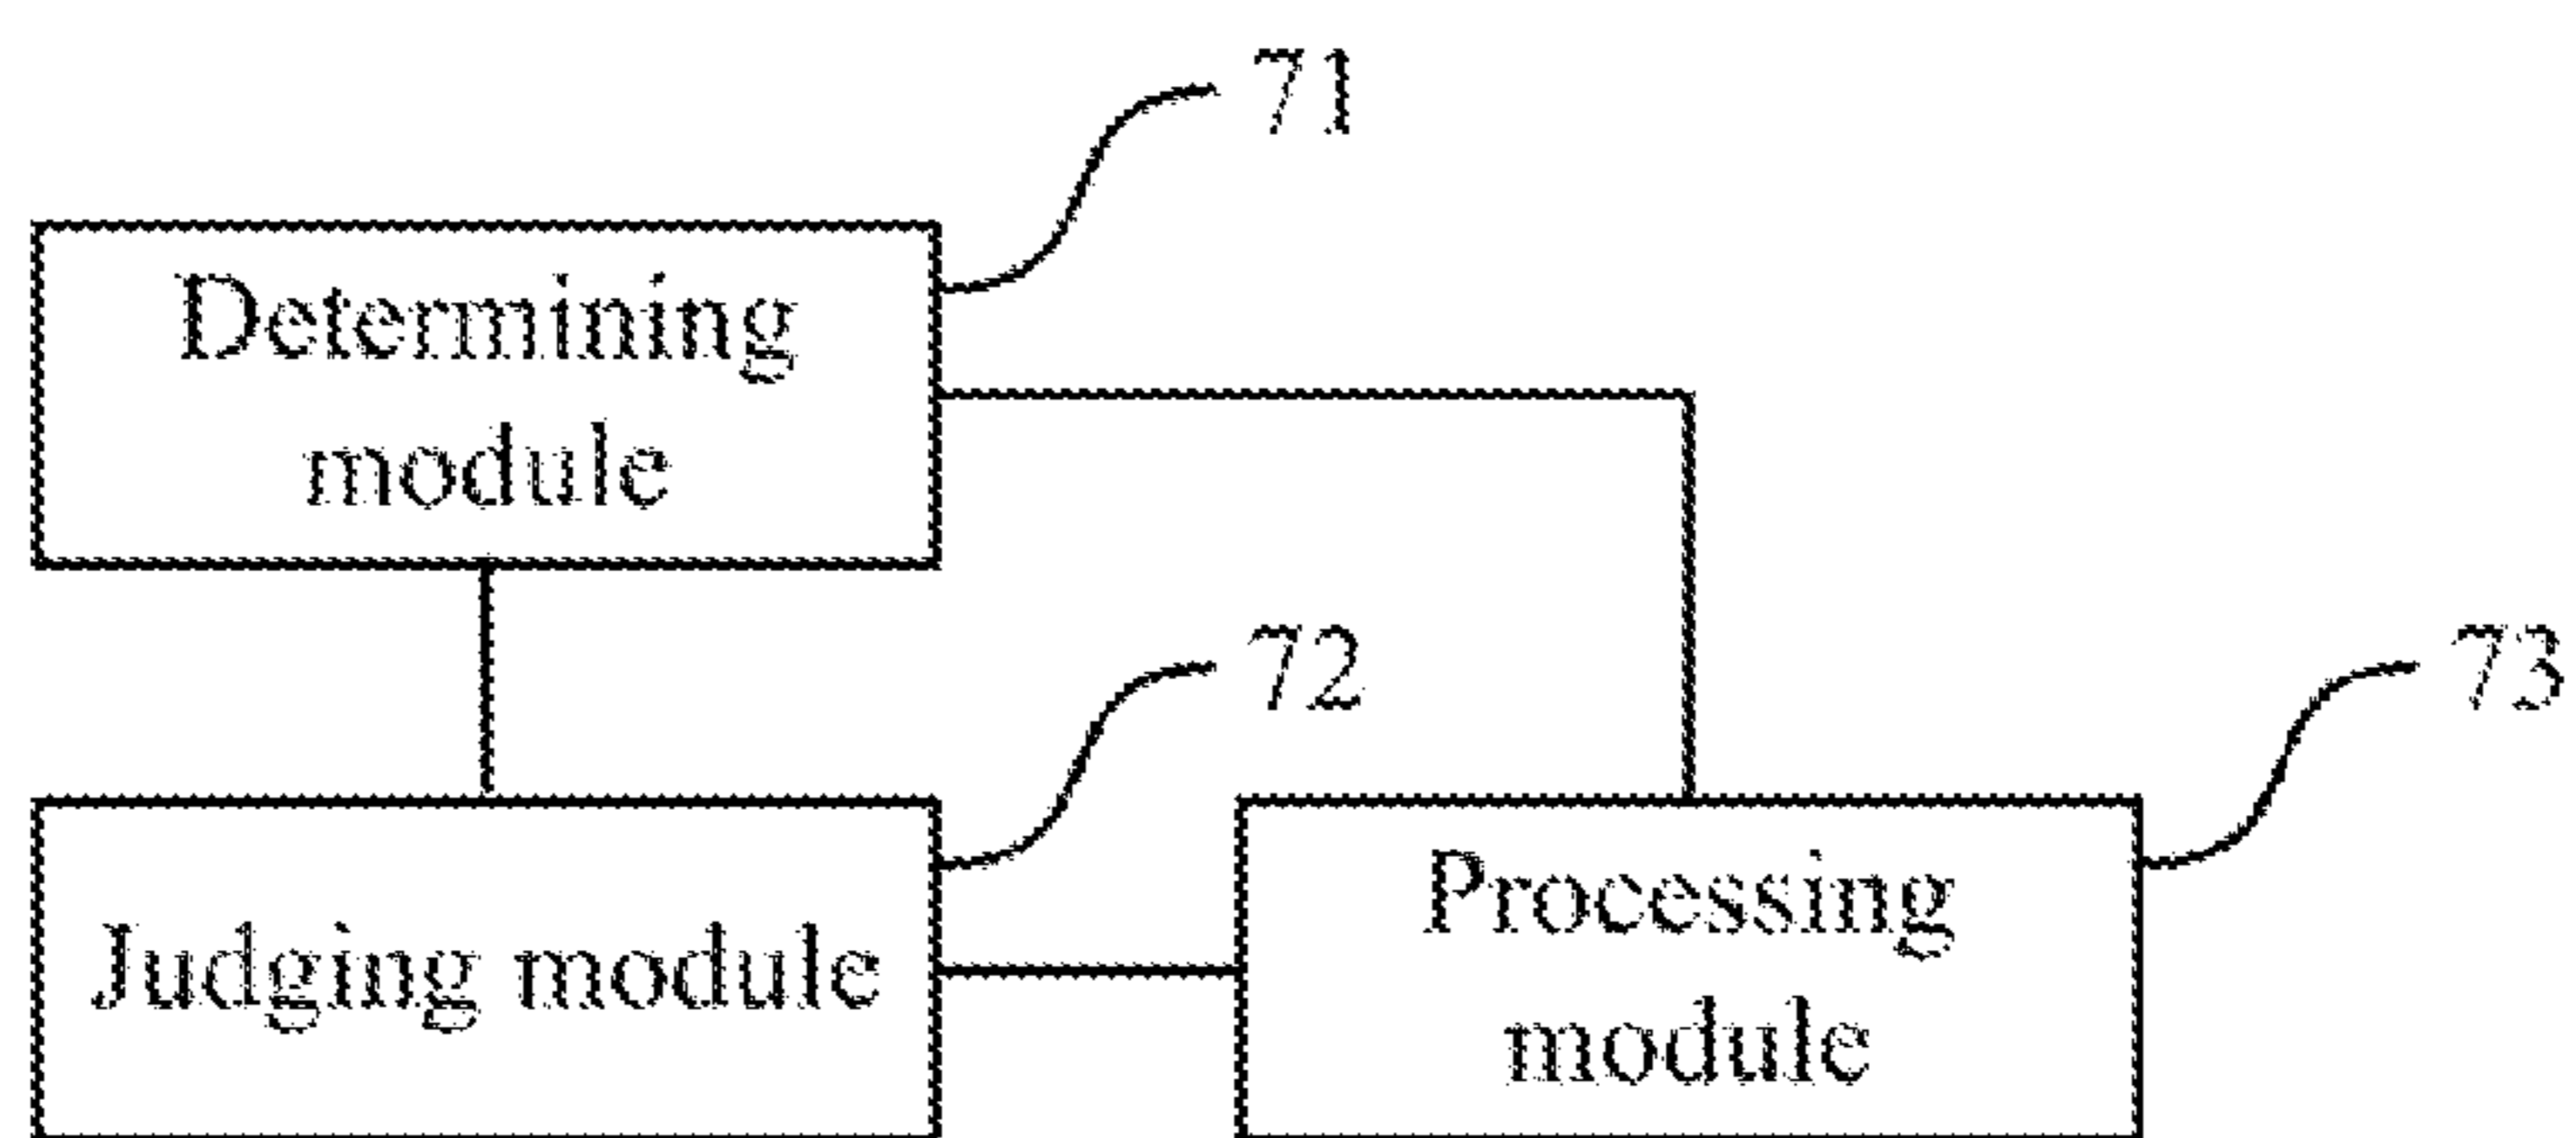 71
Determining
module
72
73
Judging module
Processing
module